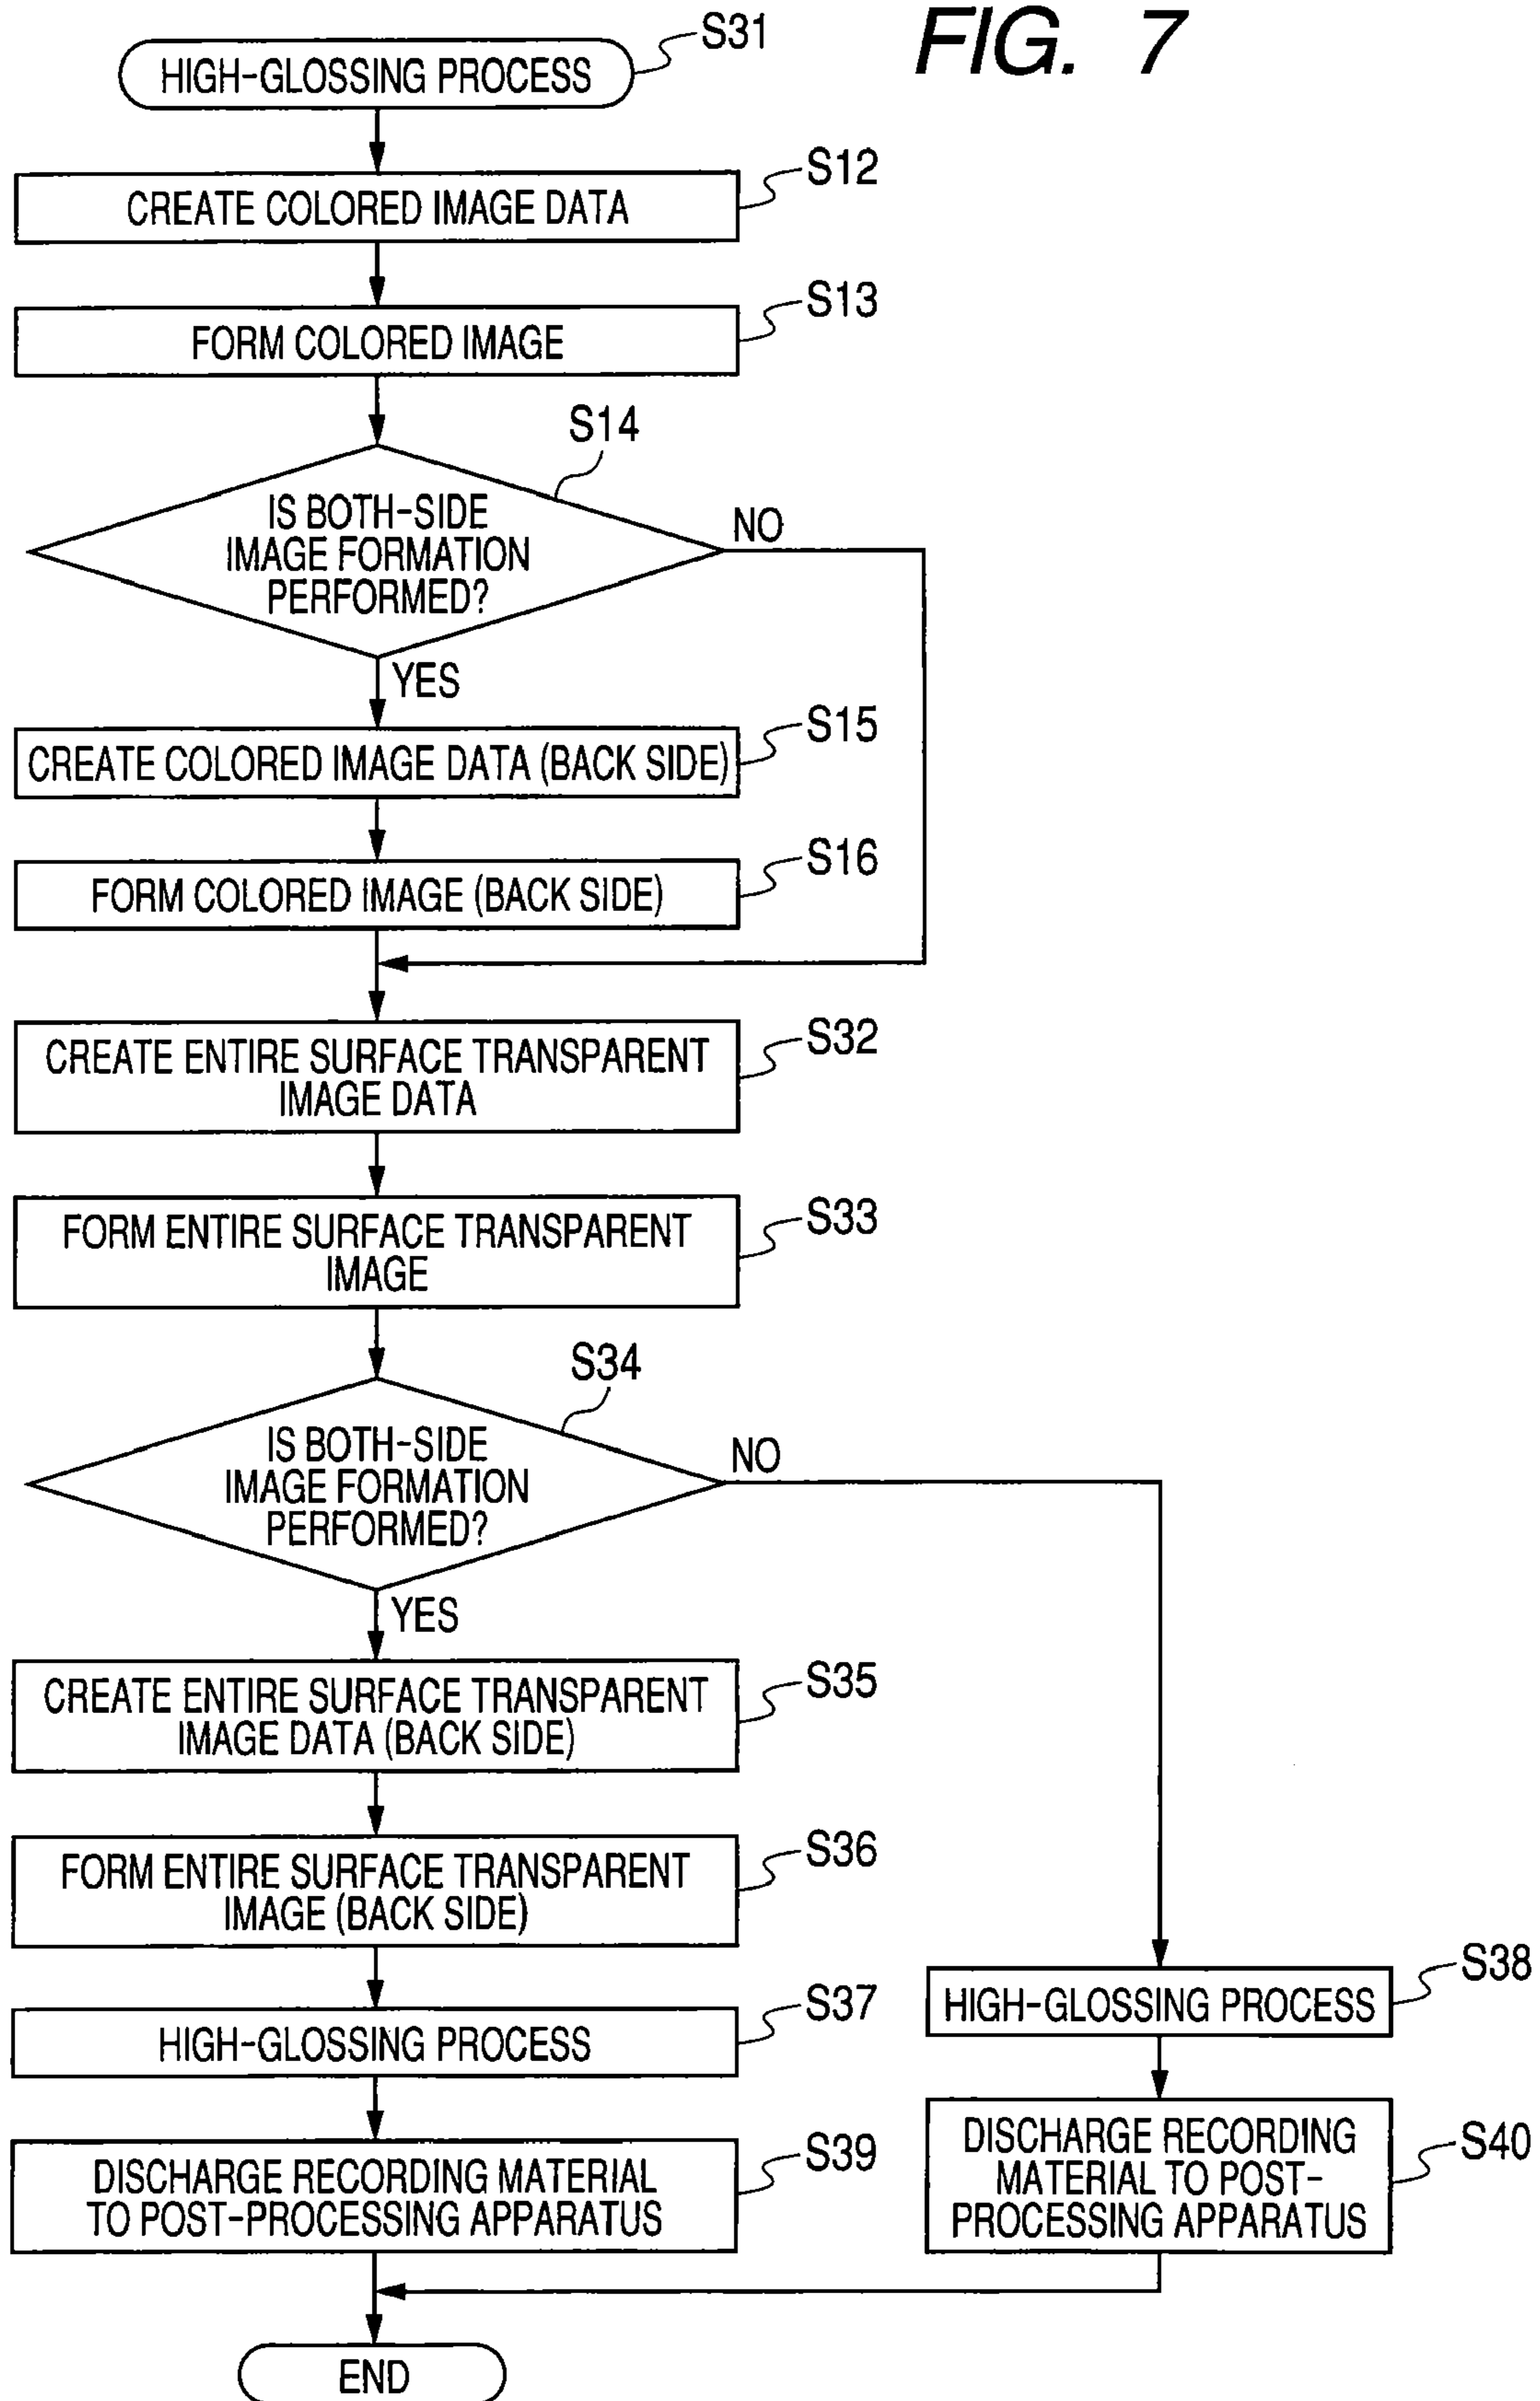 FIG. 7
S31
HIGH-GLOSSING PROCESS
S12
CREATE COLORED IMAGE DATA
S13
FORM COLORED IMAGE
S14
IS BOTH-SIDE
IMAGE FORMATION
PERFORMED?
NO
YES
S15
CREATE COLORED IMAGE DATA (BACK SIDE)
S16
FORM COLORED IMAGE (BACK SIDE)
S32
CREATE ENTIRE SURFACE TRANSPARENT
IMAGE DATA
S33
FORM ENTIRE SURFACE TRANSPARENT
IMAGE
S34
IS BOTH-SIDE
IMAGE FORMATION
PERFORMED?
NO
YES
S35
CREATE ENTIRE SURFACE TRANSPARENT
IMAGE DATA (BACK SIDE)
S36
FORM ENTIRE SURFACE TRANSPARENT
IMAGE (BACK SIDE)
S37
HIGH-GLOSSING PROCESS
S38
HIGH-GLOSSING PROCESS
S39
DISCHARGE RECORDING MATERIAL
TO POST-PROCESSING APPARATUS
S40
DISCHARGE RECORDING
MATERIAL TO POST-
PROCESSING APPARATUS
END